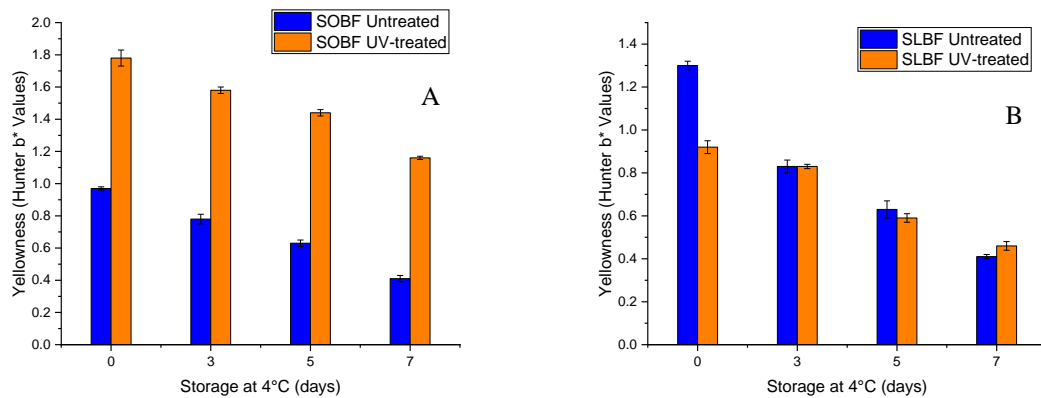 SOBF Untreated
SOBF UV-treated
A
Yellowness (Hunter b* Values)
2.0
1.8
1.6
1.4
1.2
1.0
0.8
0.6
0.4
0.2
0.0
0 3 5 7
Storage at 4°C (days)
SLBF Untreated
SLBF UV-treated
B
Yellowness (Hunter b* Values)
1.4
1.2
1.0
0.8
0.6
0.4
0.2
0.0
0 3 5 7
Storage at 4°C (days)